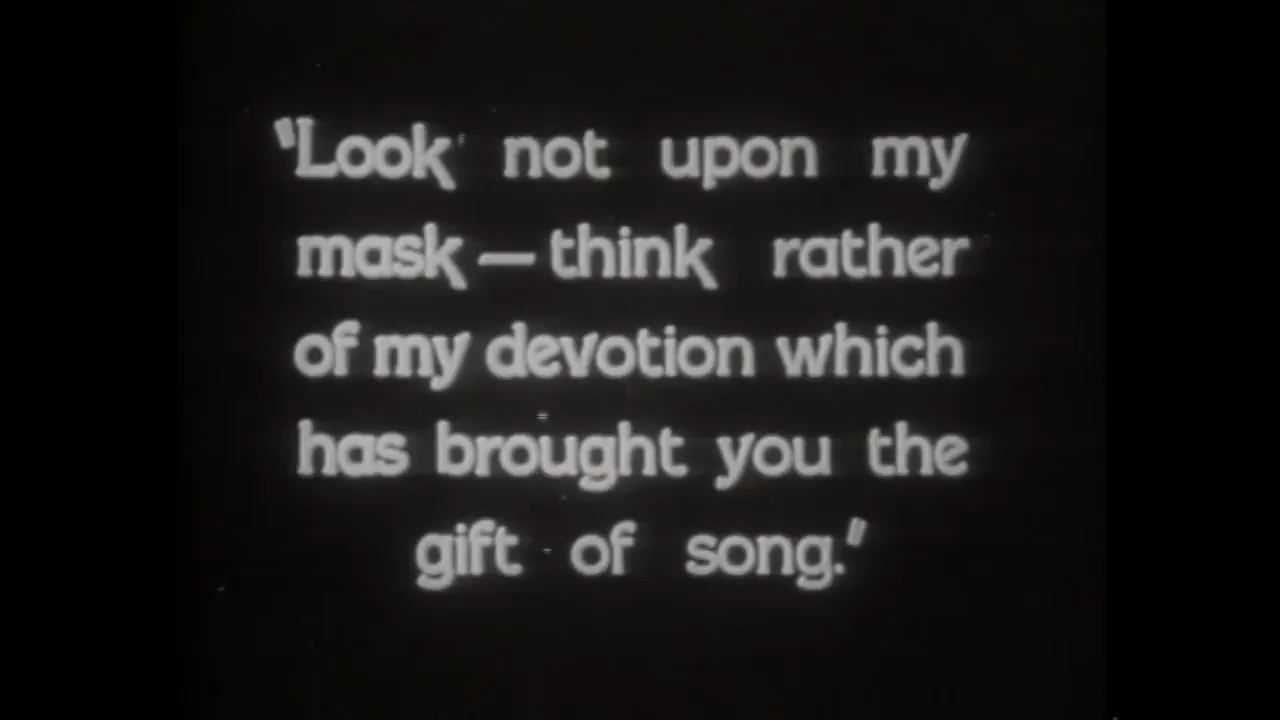 "Look not upon my
mask — think rather
of my devotion which
has brought you the
gift of song."